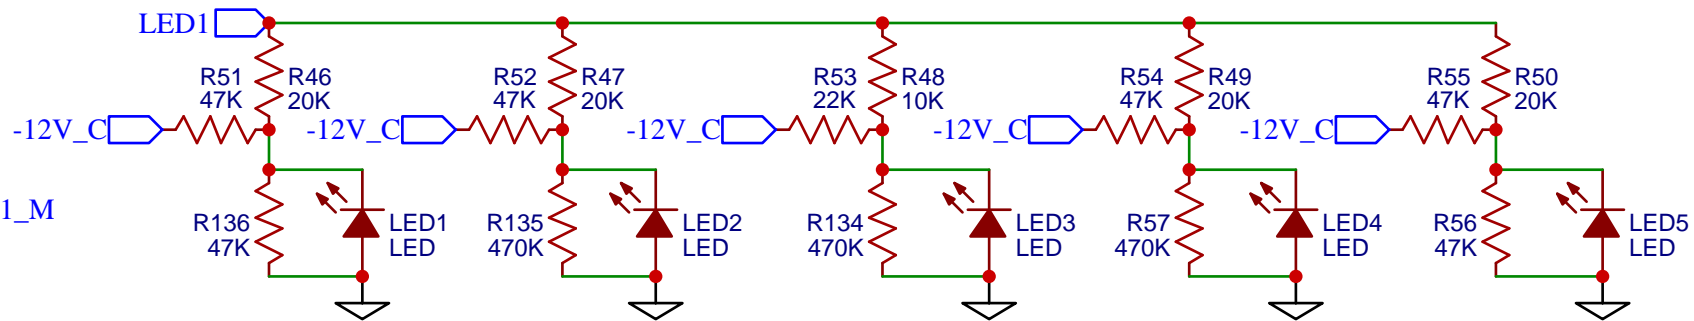 LED1
R51 R46 R52 R47 R53 R48 R54 R49 R55 R50
47K 20K 47K 20K 22K 10K 47K 20K 47K 20K
-12V_C -12V_C -12V_C -12V_C -12V_C
1_M
R136 LED1 R135 LED2 R134 LED3 R57 LED4 R56 LED5
47K LED 470K LED 470K LED 470K LED 47K LED